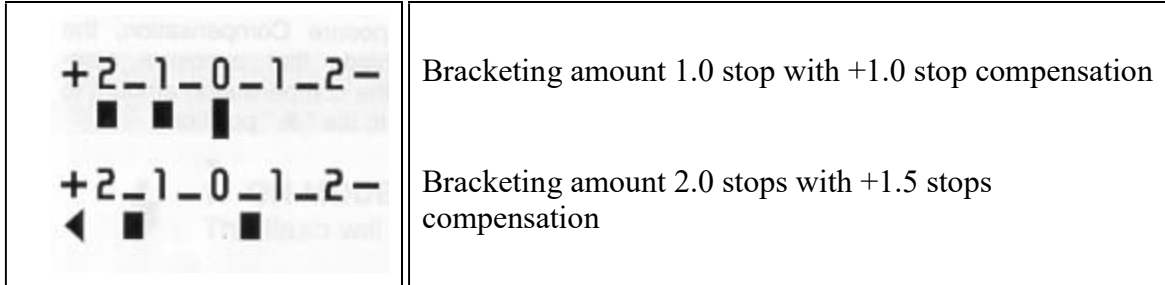 +2_1_0_1_2−
Bracketing amount 1.0 stop with +1.0 stop compensation
+2_1_0_1_2−
Bracketing amount 2.0 stops with +1.5 stops
compensation